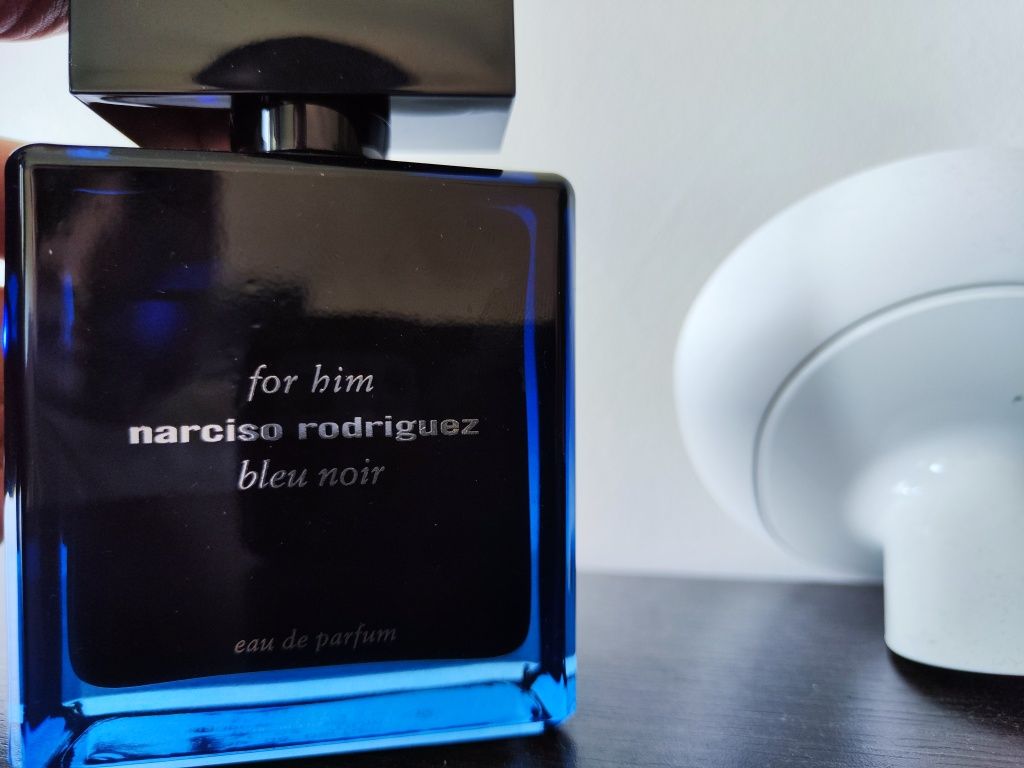 for him
narciso rodriguez
bleu noir
eau de parfum